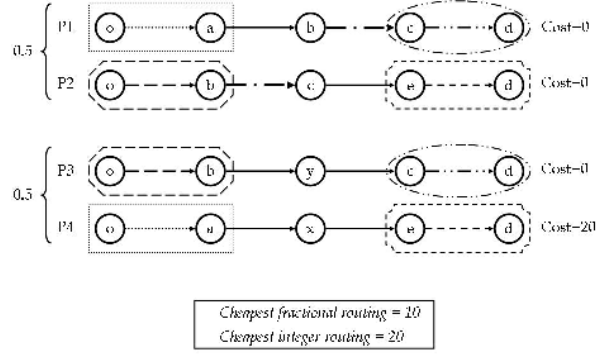 P1 o a b c d Cost=0
0.5
P2 o b c e d Cost=0
P3 o b y c d Cost=0
0.5
P4 o a x e d Cost=20
Cheapest fractional routing = 10
Cheapest integer routing = 20